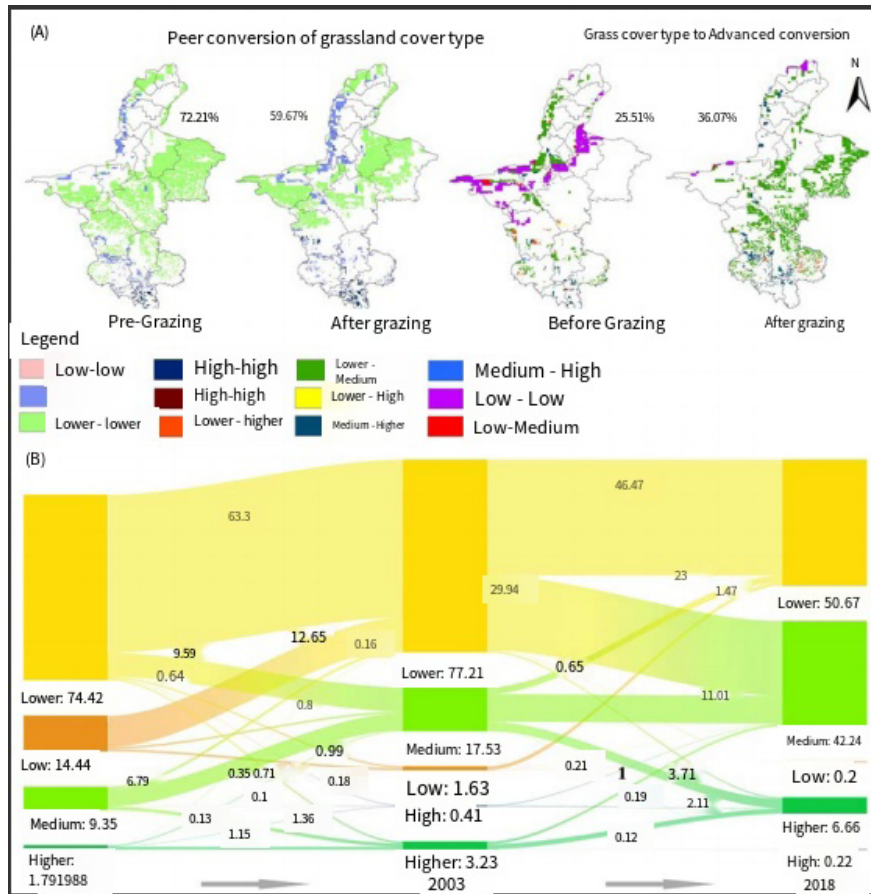 (A)
Peer conversion of grassland cover type
Grass cover type to Advanced conversion
N
72.21%
59.67%
25.51%
36.07%
Pre-Grazing
After grazing
Before Grazing
After grazing
Legend
Low-low
High-high
Lower - Medium
Medium - High
High-high
Lower - High
Low - Low
Lower - lower
Lower - higher
Medium - Higher
Low-Medium
(B)
63.3
46.47
29.94
23
1.47
Lower: 50.67
12.65
0.16
9.59
0.64
Lower: 77.21
0.65
Lower: 74.42
0.8
11.01
Low: 14.44
0.99
Medium: 17.53
Medium: 42.24
6.79
0.35
0.71
0.18
0.21
1
3.71
Low: 1.63
Low: 0.2
0.1
0.19
2.11
Medium: 9.35
0.13
1.36
High: 0.41
Higher: 6.66
1.15
0.12
Higher:
1.791988
Higher: 3.23
High: 0.22
2003
2018